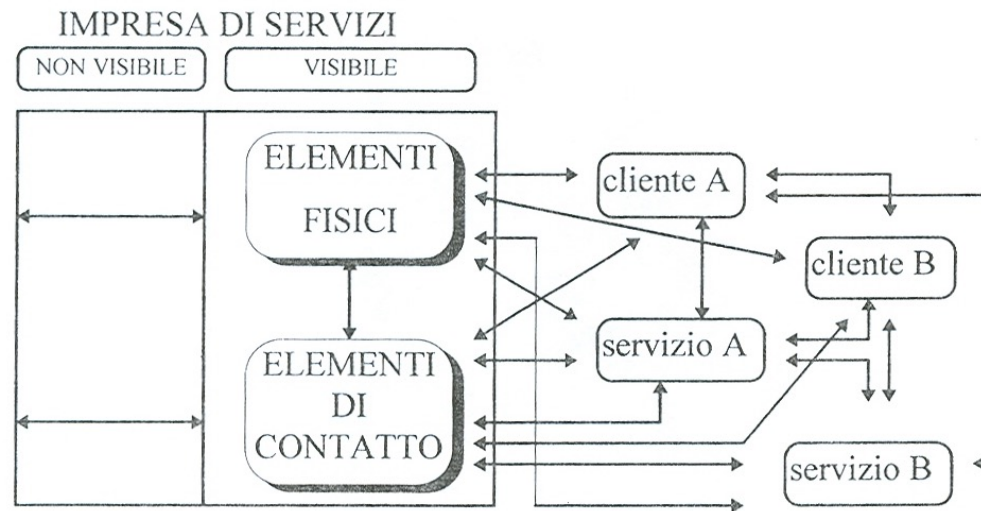 IMPRESA DI SERVIZI
NON VISIBILE
VISIBILE
ELEMENTI
FISICI
cliente A
cliente B
servizio A
ELEMENTI
DI
CONTATTO
servizio B